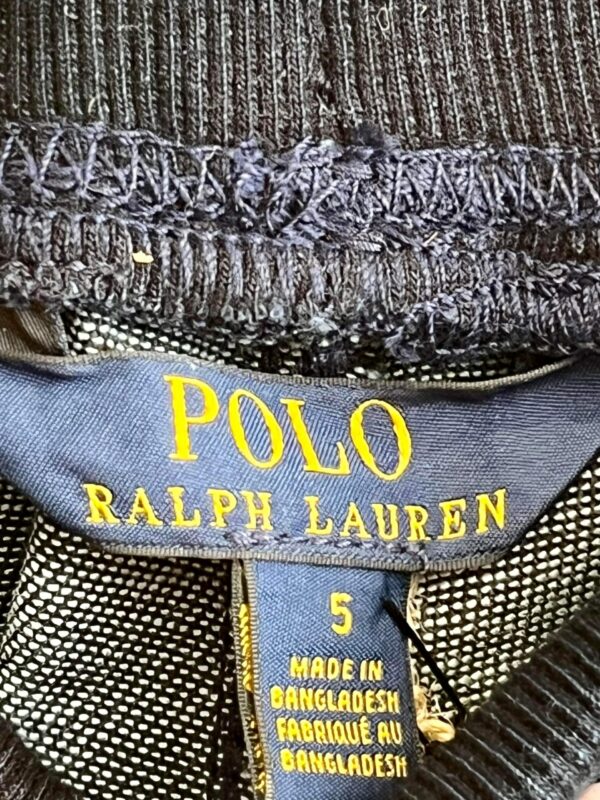 POLO
RALPH LAUREN
5
MADE IN
BANGLADESH
FABRIQUÉ AU
BANGLADESH